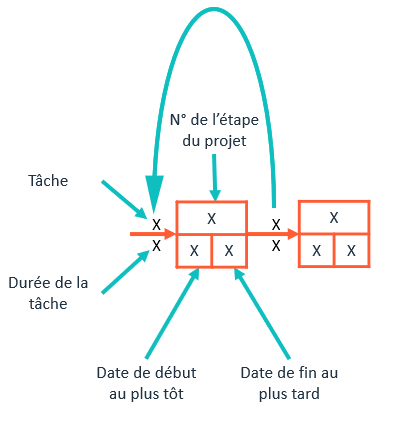 N° de l’étape
du projet
Tâche
X
X
X
X
X
X
X
X
X
X
Durée de la
tâche
Date de début
au plus tôt
Date de fin au
plus tard